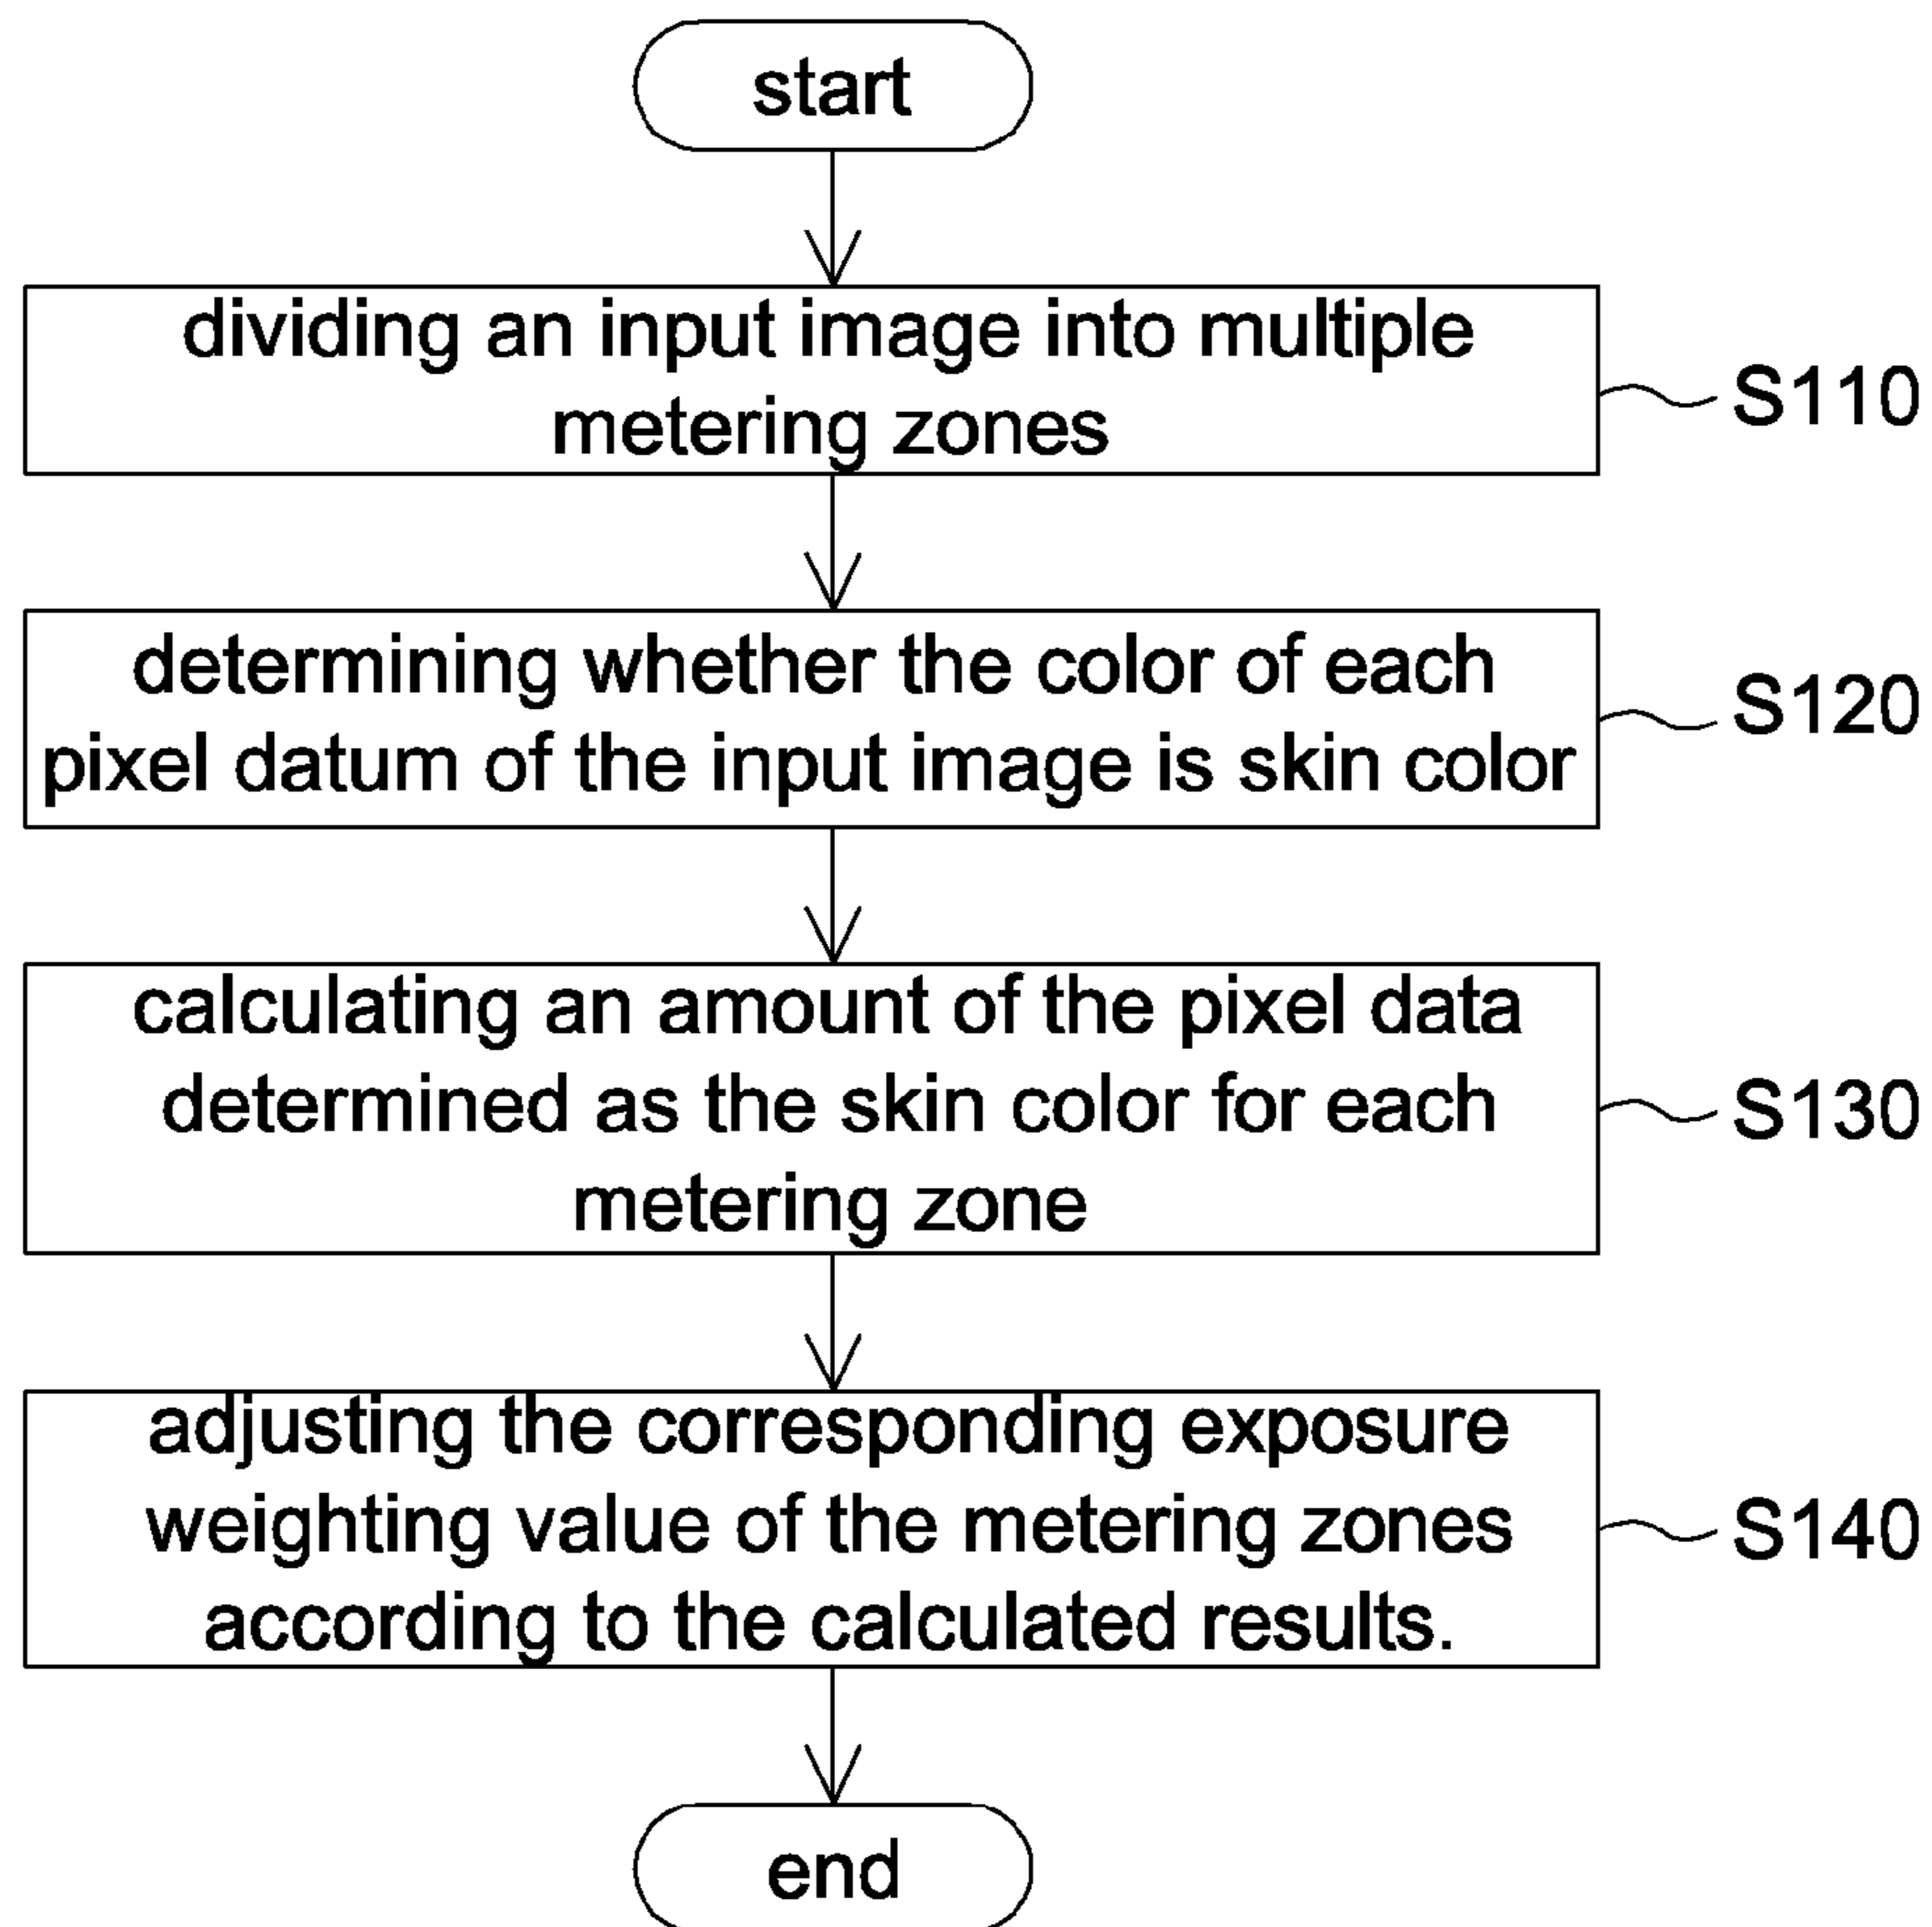 start
dividing an input image into multiple
metering zones
S110
determining whether the color of each
pixel datum of the input image is skin color
S120
calculating an amount of the pixel data
determined as the skin color for each
metering zone
S130
adjusting the corresponding exposure
weighting value of the metering zones
according to the calculated results.
S140
end